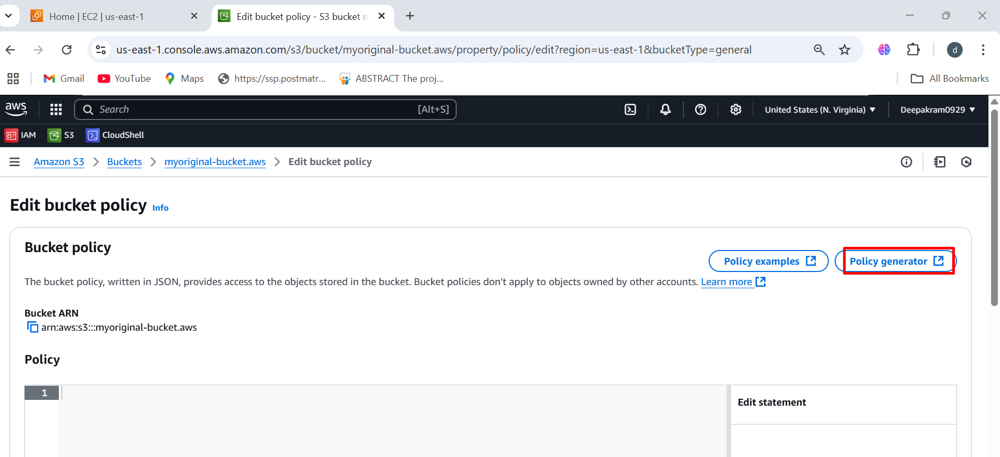 Home | EC2 | us-east-1
Edit bucket policy - S3 bucket
us-east-1.console.aws.amazon.com/s3/bucket/myoriginal-bucket.aws/property/policy/edit?region=us-east-1&bucketType=general
d
Gmail
YouTube
Maps
https://ssp.postmatr...
ABSTRACT The proj...
All Bookmarks
aws
Search
[Alt+S]
United States (N. Virginia)
Deepakram0929
IAM
S3
CloudShell
Amazon S3
Buckets
myoriginal-bucket.aws
Edit bucket policy
Edit bucket policy Info
Bucket policy
Policy examples
Policy generator
The bucket policy, written in JSON, provides access to the objects stored in the bucket. Bucket policies don't apply to objects owned by other accounts. Learn more
Bucket ARN
arn:aws:s3:::myoriginal-bucket.aws
Policy
1
Edit statement